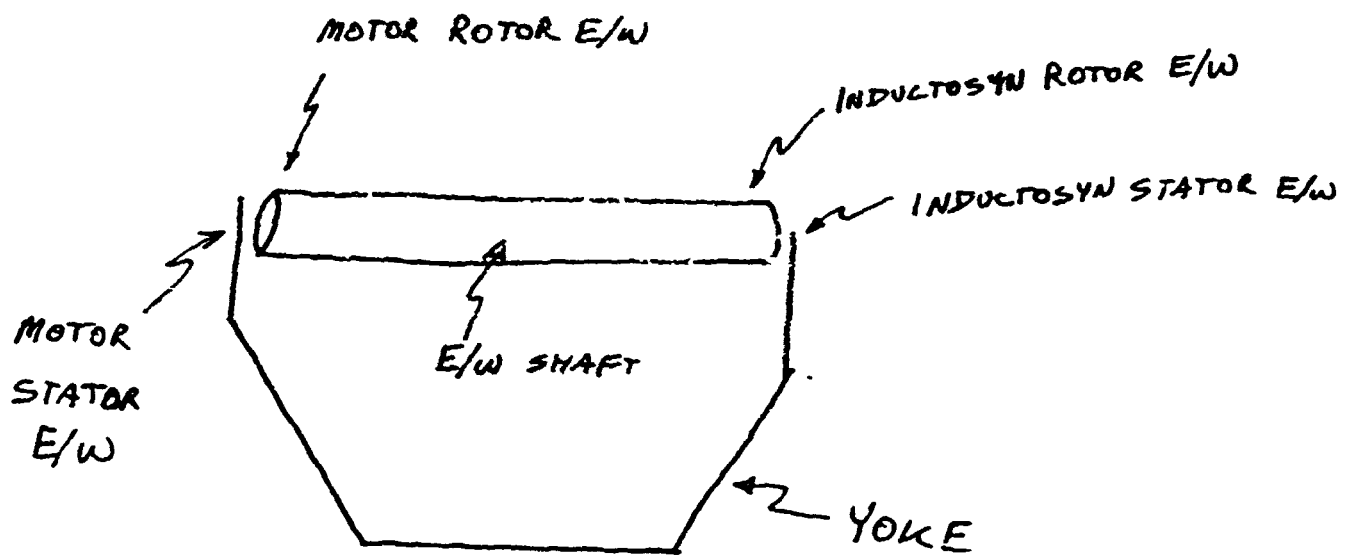 MOTOR ROTOR E/W
INDUCTOSYN ROTOR E/W
INDUCTOSYN STATOR E/W
MOTOR
STATOR
E/W
E/W SHAFT
YOKE